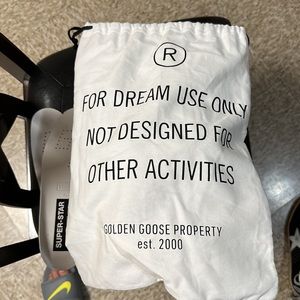 R
FOR DREAM USE ONLY
NOT DESIGNED FOR
OTHER ACTIVITIES
GOLDEN GOOSE PROPERTY
est. 2000
SUPER-STAR